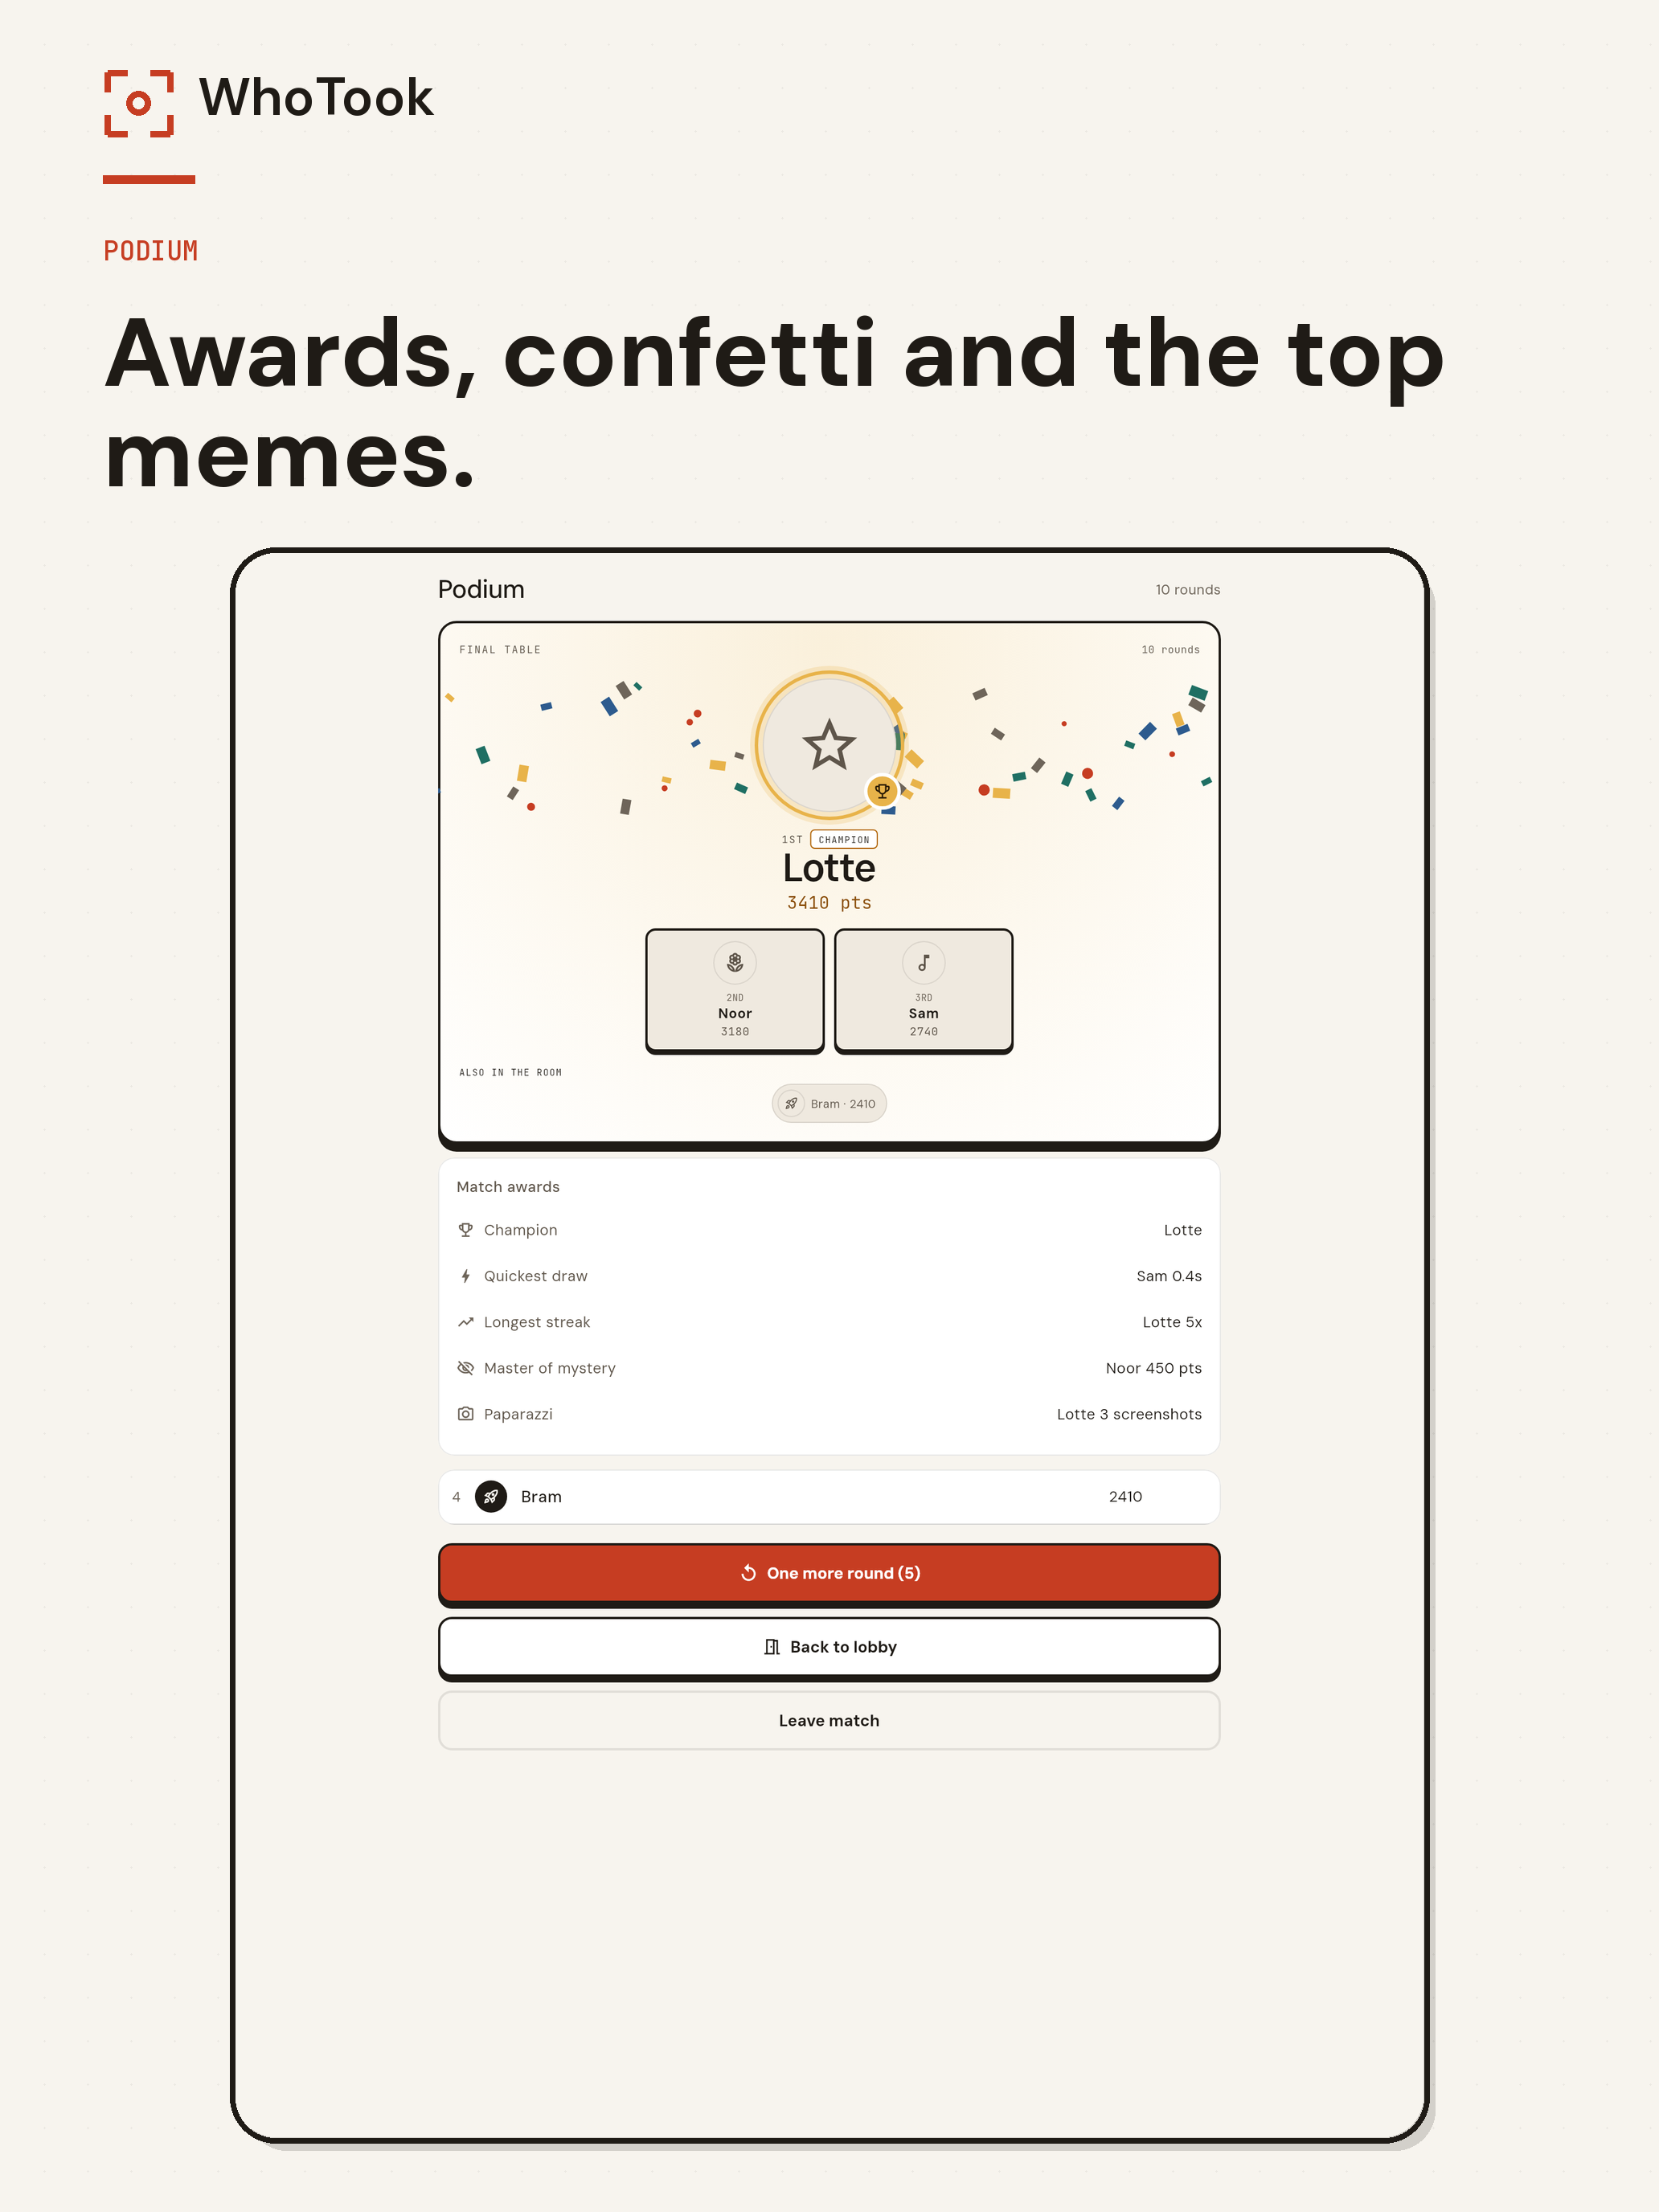 WhoTook
PODIUM
Awards, confetti and the top
memes.
Podium
10 rounds
FINAL TABLE
10 rounds
1ST CHAMPION
Lotte
3410 pts
2ND
Noor
3180
3RD
Sam
2740
ALSO IN THE ROOM
Bram · 2410
Match awards
Champion Lotte
Quickest draw Sam 0.4s
Longest streak Lotte 5x
Master of mystery Noor 450 pts
Paparazzi Lotte 3 screenshots
4 Bram 2410
One more round (5)
Back to lobby
Leave match